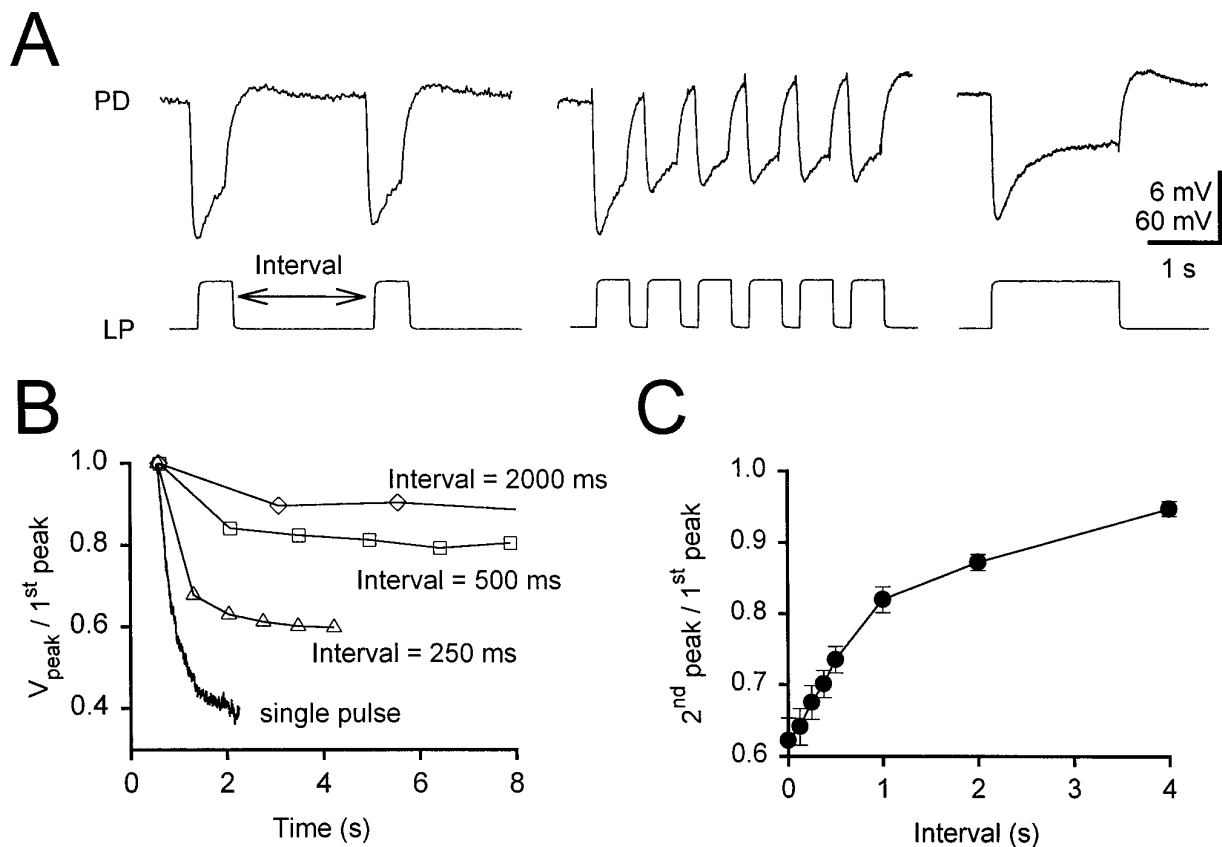 A
PD
Interval
LP
6 mV
60 mV
1 s
B
Vpeak / 1st peak
1.0
0.8
0.6
0.4
Interval = 2000 ms
Interval = 500 ms
Interval = 250 ms
single pulse
0 2 4 6 8
Time (s)
C
2nd peak / 1st peak
1.0
0.9
0.8
0.7
0.6
0 1 2 3 4
Interval (s)